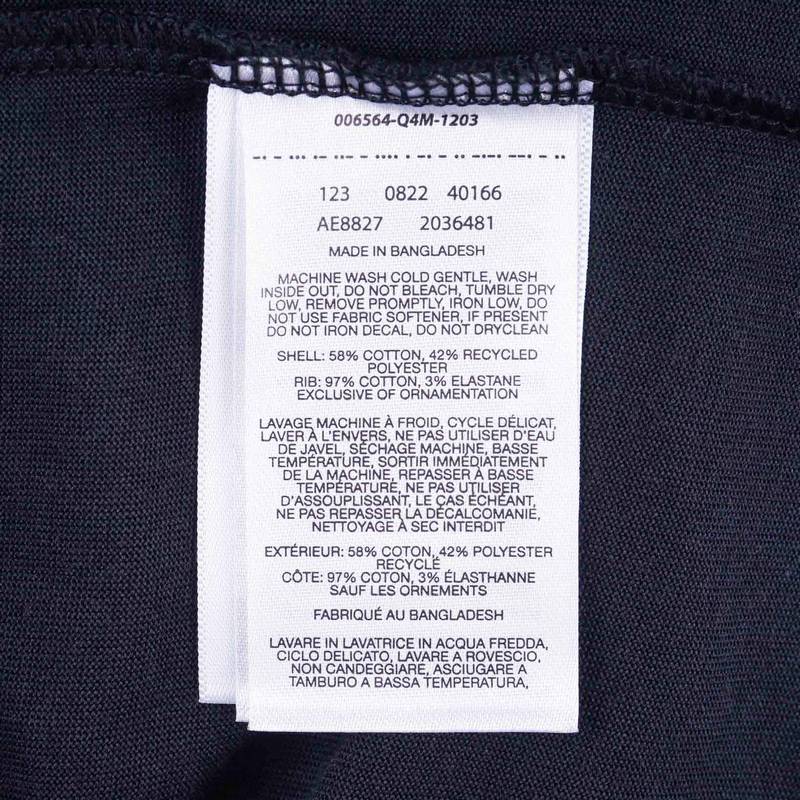 006564-Q4M-1203
123 0822 40166
AE8827 2036481
MADE IN BANGLADESH
MACHINE WASH COLD GENTLE, WASH
INSIDE OUT, DO NOT BLEACH, TUMBLE DRY
LOW, REMOVE PROMPTLY, IRON LOW, DO
NOT USE FABRIC SOFTENER, IF PRESENT
DO NOT IRON DECAL, DO NOT DRYCLEAN
SHELL: 58% COTTON, 42% RECYCLED
POLYESTER
RIB: 97% COTTON, 3% ELASTANE
EXCLUSIVE OF ORNAMENTATION
LAVAGE MACHINE À FROID, CYCLE DÉLICAT,
LAVER À L'ENVERS, NE PAS UTILISER D'EAU
DE JAVEL, SÉCHAGE MACHINE, BASSE
TEMPÉRATURE, SORTIR IMMÉDIATEMENT
DE LA MACHINE, REPASSER À BASSE
TEMPÉRATURE, NE PAS UTILISER
D'ASSOUPLISSANT, LE CAS ÉCHÉANT,
NE PAS REPASSER LA DÉCALCOMANIE,
NETTOYAGE À SEC INTERDIT
EXTÉRIEUR: 58% COTON, 42% POLYESTER
RECYCLÉ
CÔTE: 97% COTON, 3% ÉLASTHANNE
SAUF LES ORNEMENTS
FABRIQUÉ AU BANGLADESH
LAVARE IN LAVATRICE IN ACQUA FREDDA,
CICLO DELICATO, LAVARE A ROVESCIO,
NON CANDEGGIARE, ASCIUGARE A
TAMBURO A BASSA TEMPERATURA,